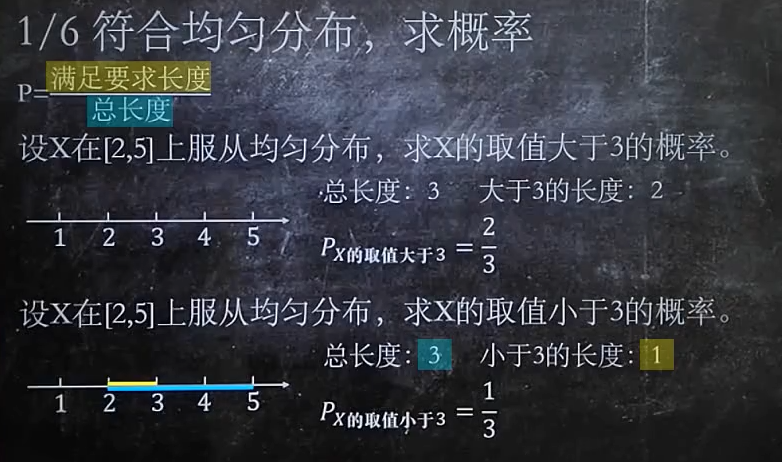 1/6 符合均匀分布，求概率
P=满足要求长度/总长度
设X在[2,5]上服从均匀分布，求X的取值大于3的概率。
总长度：3 大于3的长度：2
1 2 3 4 5
P_X的取值大于3 = 2/3
设X在[2,5]上服从均匀分布，求X的取值小于3的概率。
总长度：3 小于3的长度：1
1 2 3 4 5
P_X的取值小于3 = 1/3